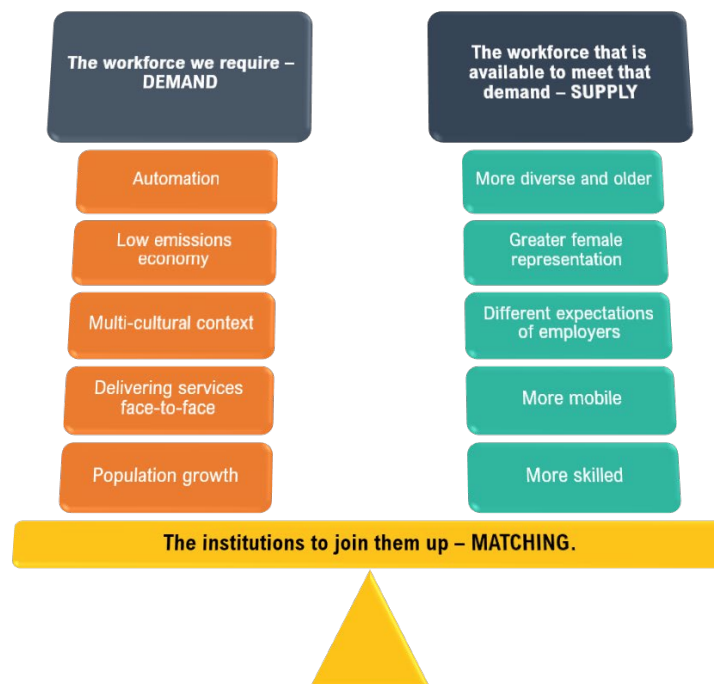 The workforce we require –
DEMAND
Automation
Low emissions
economy
Multi-cultural context
Delivering services
face-to-face
Population growth
The workforce that is
available to meet that
demand – SUPPLY
More diverse and older
Greater female
representation
Different expectations
of employers
More mobile
More skilled
The institutions to join them up – MATCHING.